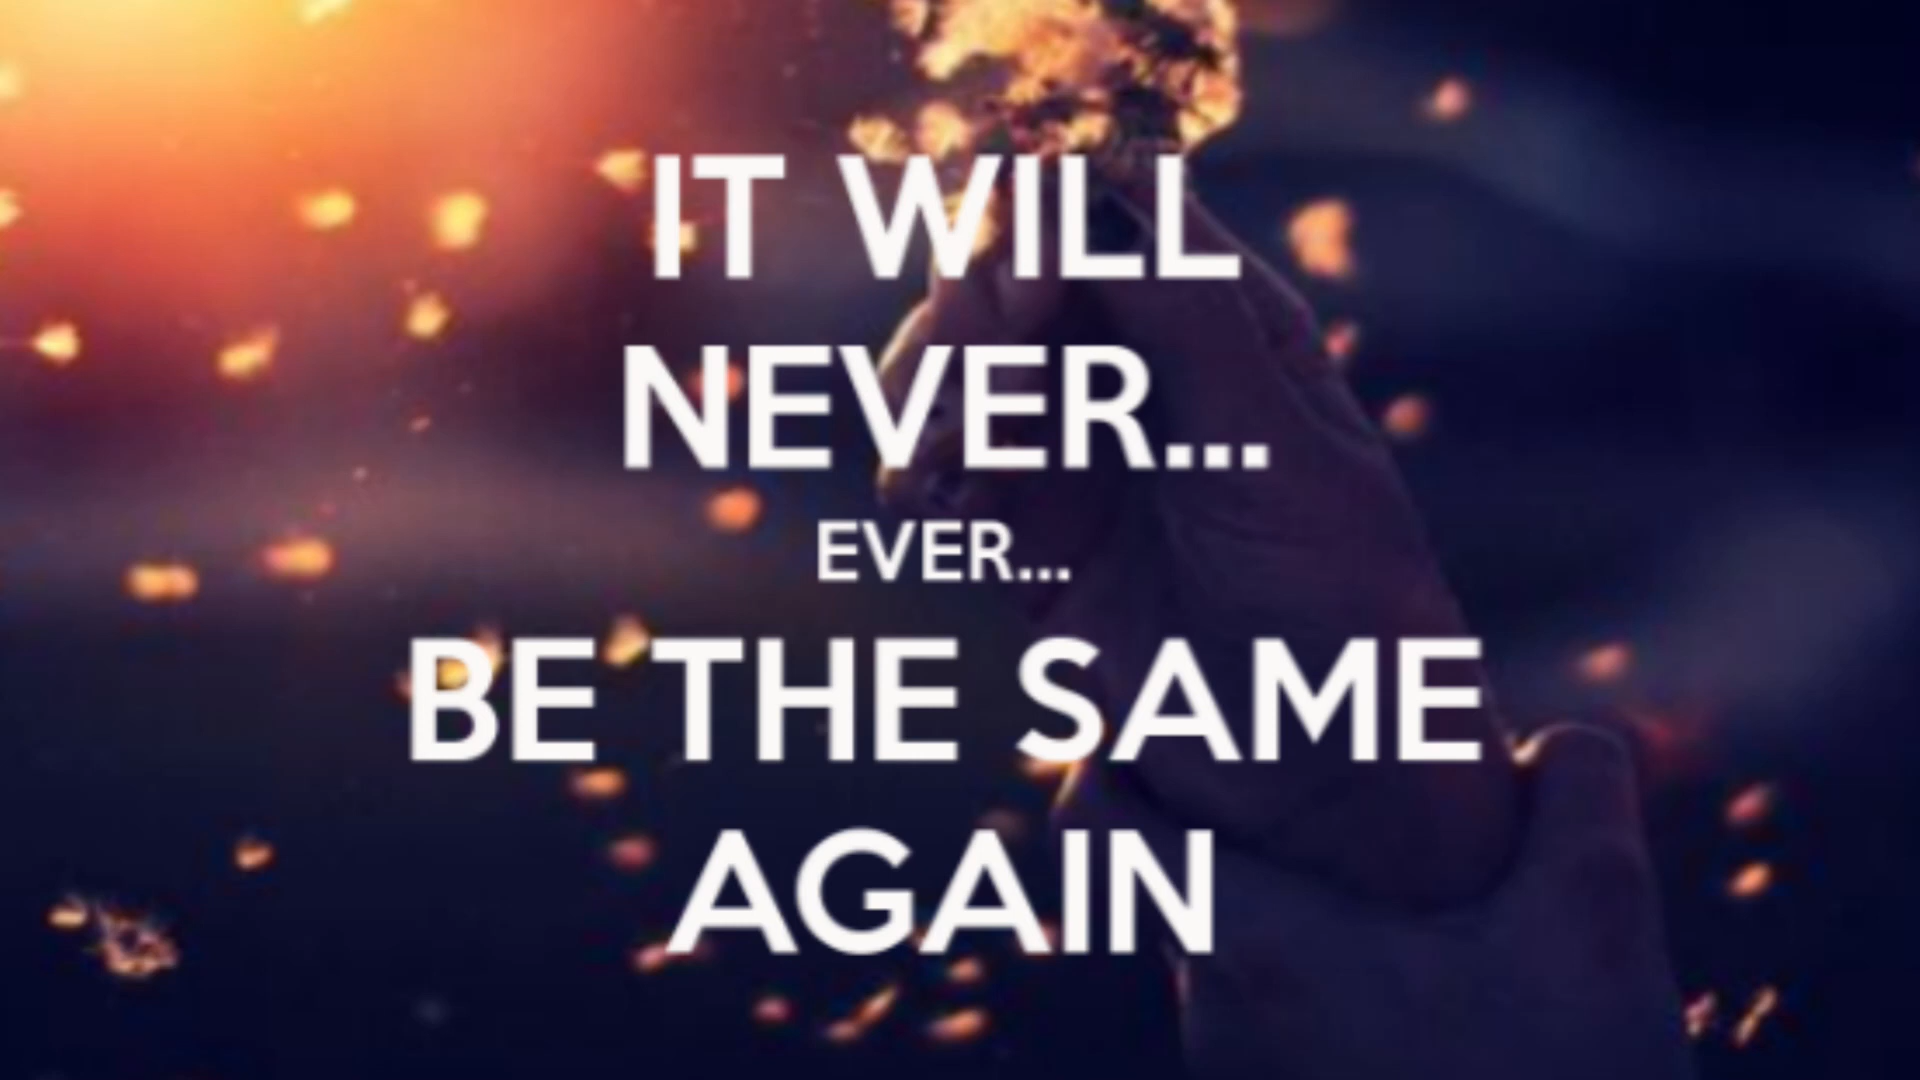 IT WILL
NEVER...
EVER...
BE THE SAME
AGAIN